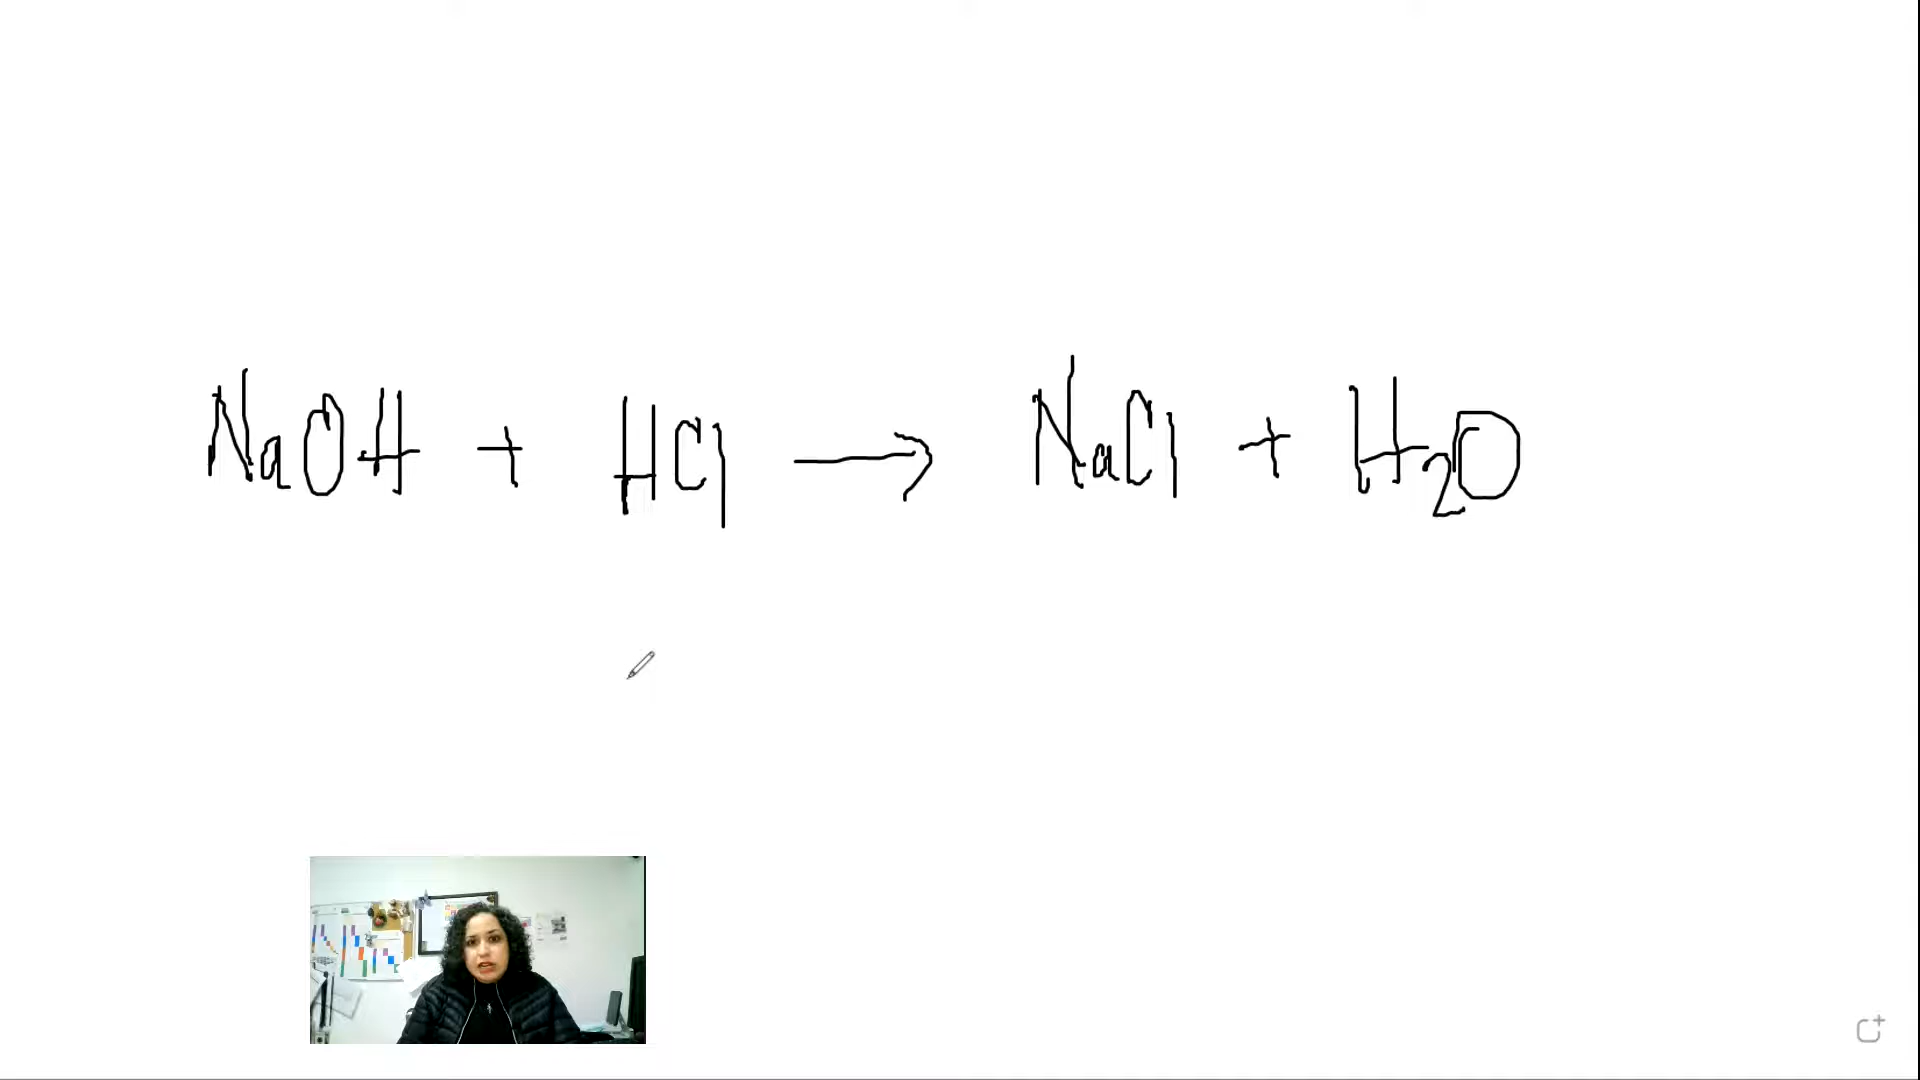 NaOH + HCl → NaCl + H₂O